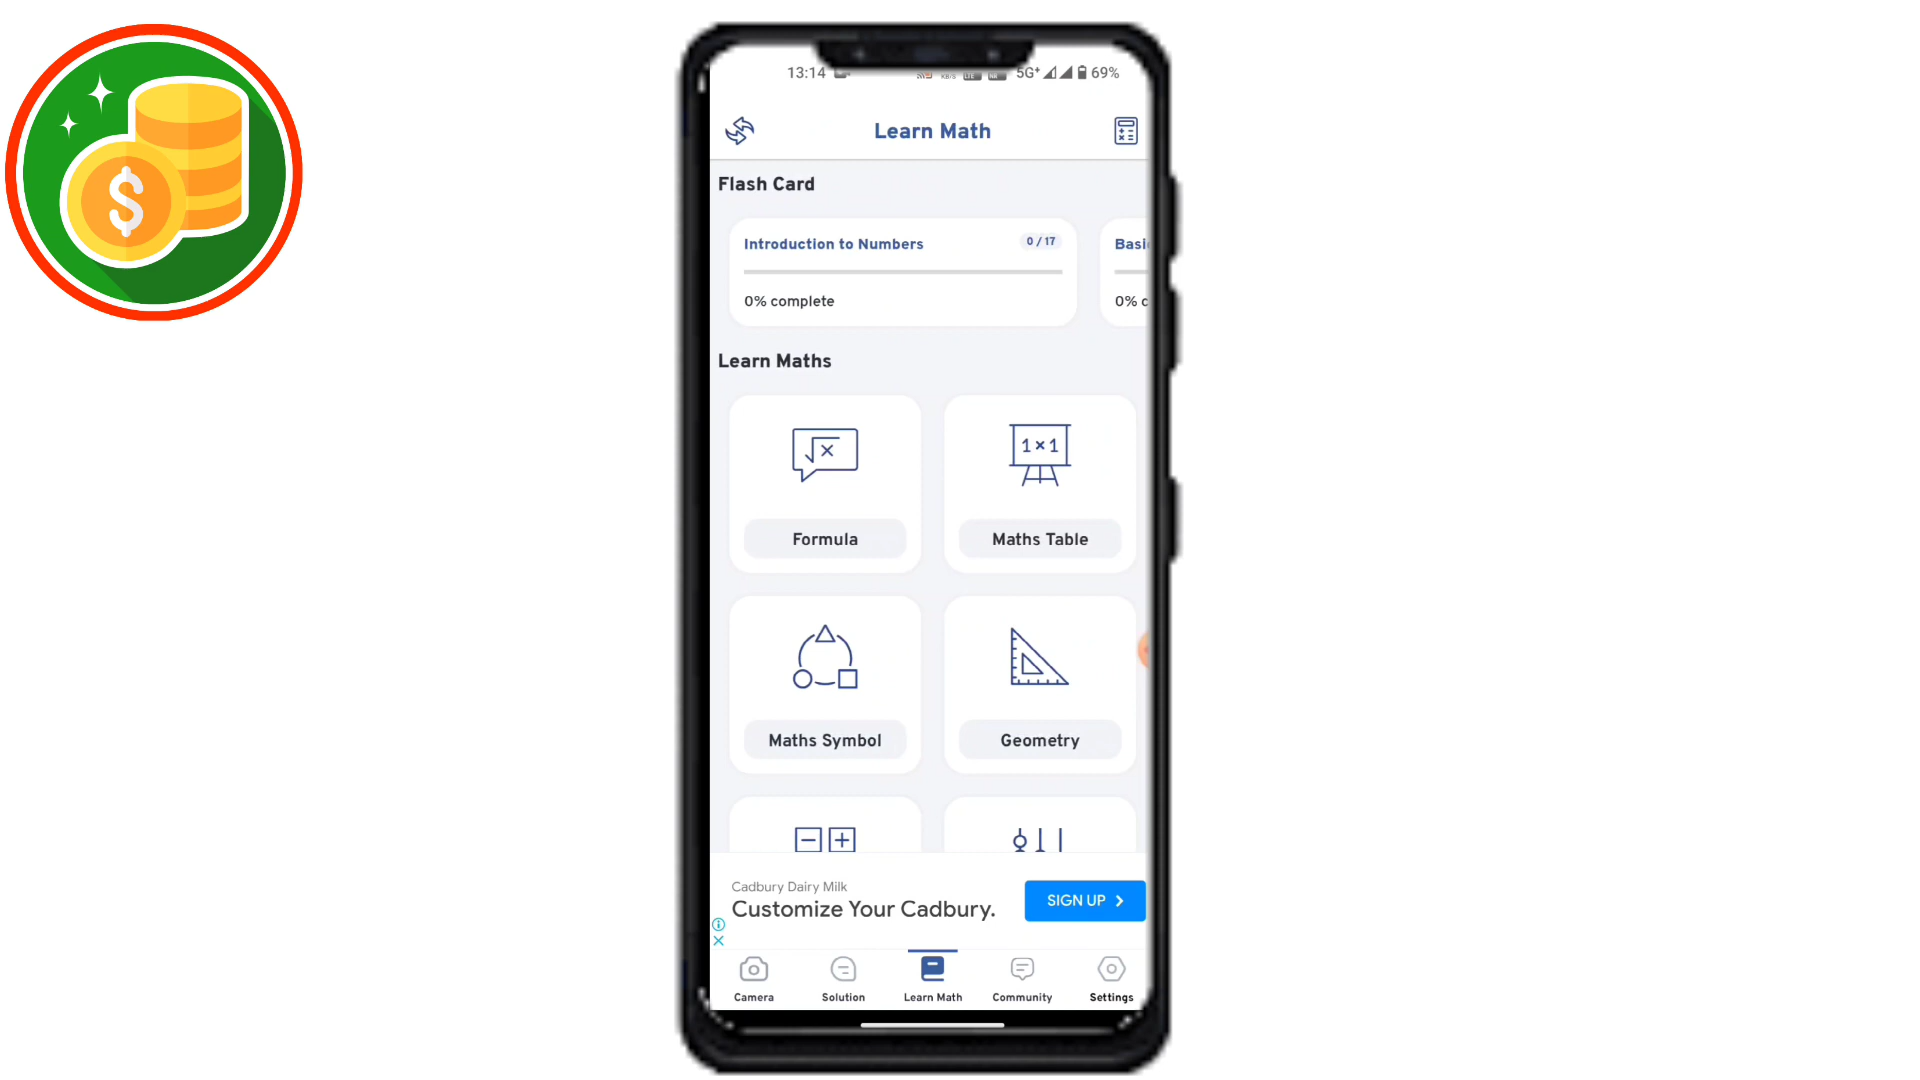 13:14
5G+ 69%
Learn Math
Flash Card
Introduction to Numbers
0 / 17
0% complete
0% c
Learn Maths
√x
1 × 1
Formula
Maths Table
Maths Symbol
Geometry
Cadbury Dairy Milk
Customize Your Cadbury.
SIGN UP
Camera
Solution
Learn Math
Community
Settings
$